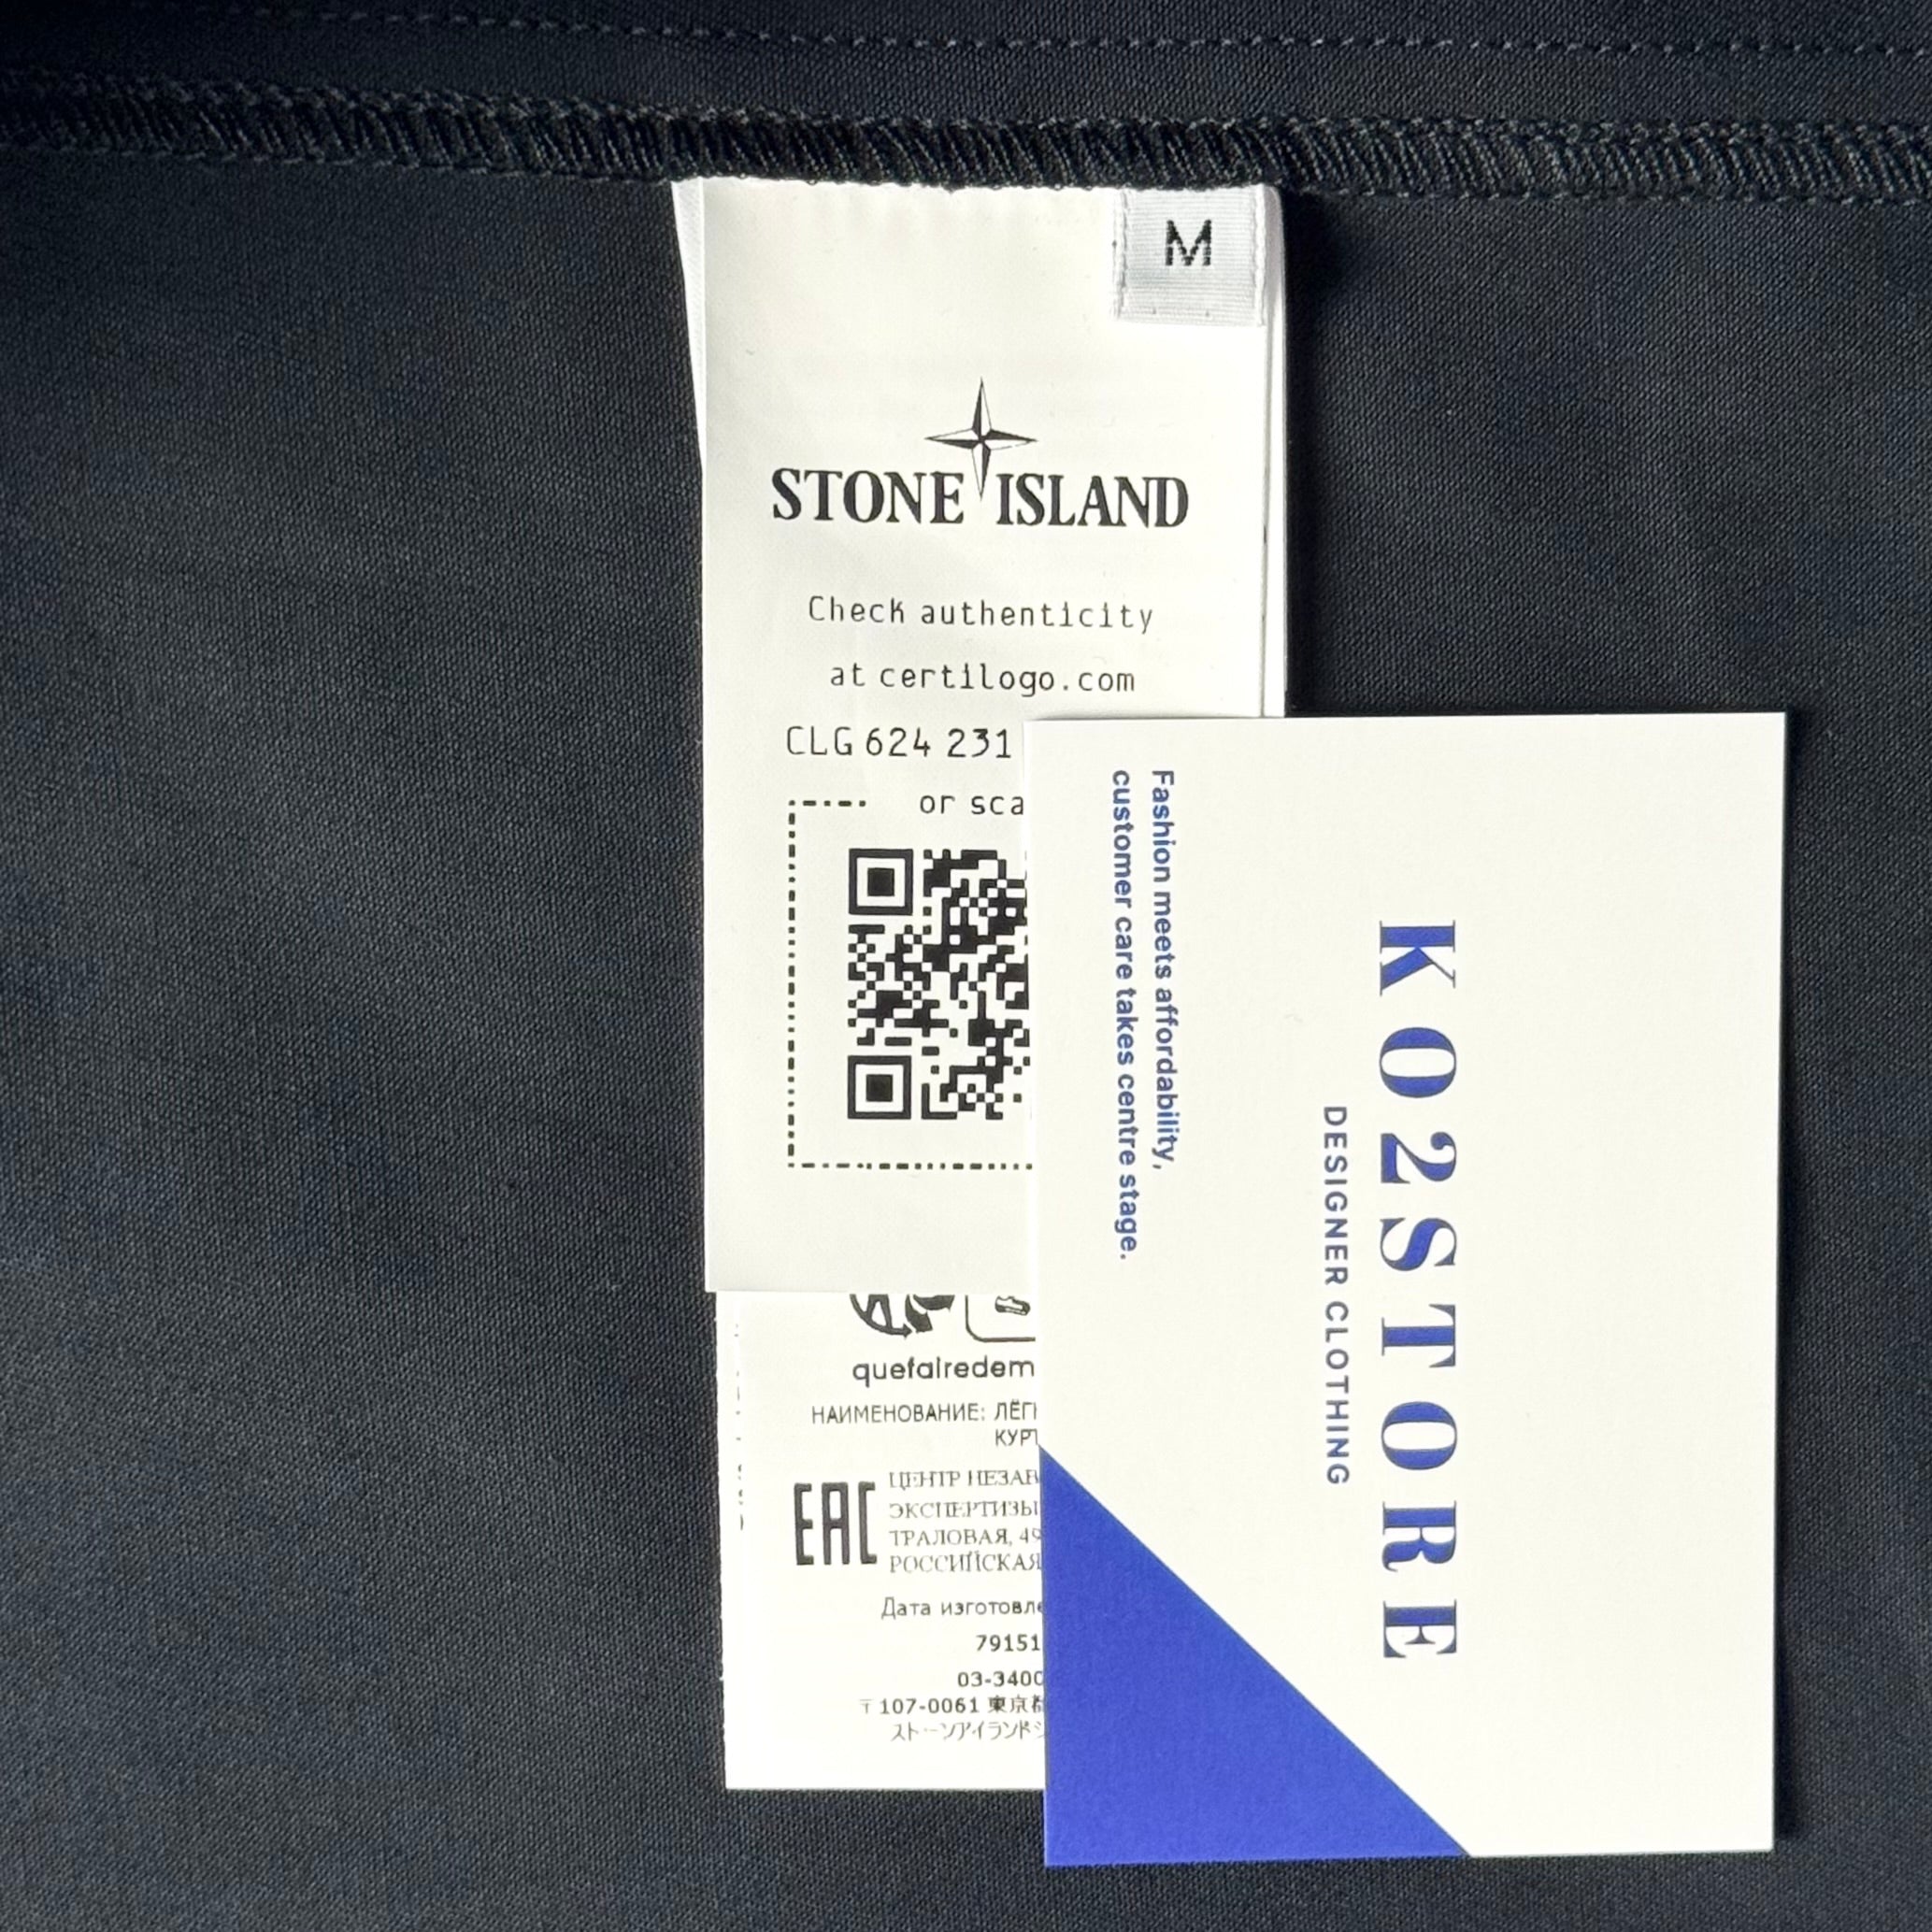 M
STONE ISLAND
Check authenticity
at certilogo.com
CLG 624 231
or sca
quefairedem
НАИМЕНОВАНИЕ: ЛЁГ
КУРТ
EAC
ЦЕНТР НЕЗАВ
ЭКСПЕРТИЗЫ
ТРАЛОВАЯ, 49
РОССИЙСКАЯ
Дата изготовле
79151
03-3400
〒107-0061 東京都
ストーンアイランドジ
Fashion meets affordability,
customer care takes centre stage.
KO2STORE
DESIGNER CLOTHING